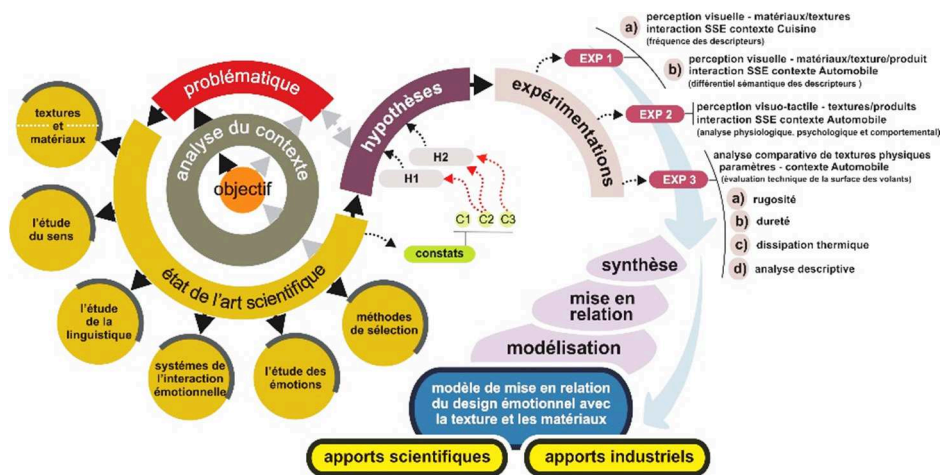 problématique
analyse du contexte
objectif
état de l'art scientifique
textures
et
matériaux
l'étude
du sens
l'étude
de la
linguistique
systémes de
l'interaction
émotionnelle
l'étude des
émotions
méthodes
de sélection
constats
C1 C2 C3
H1
H2
hypothèses
expérimentations
EXP 1
a) perception visuelle - matériaux/textures
interaction SSE contexte Cuisine
(fréquence des descripteurs)
b) perception visuelle - matériaux/texture/produit
interaction SSE contexte Automobile
(différentiel sémantique des descripteurs )
EXP 2
perception visuo-tactile - textures/produits
interaction SSE contexte Automobile
(analyse physiologique, psychologique et comportemental)
EXP 3
analyse comparative de textures physiques
paramétres - contexte Automobile
(évaluation technique de la surface des volants)
a) rugosité
b) dureté
c) dissipation thermique
d) analyse descriptive
synthèse
mise en
relation
modélisation
modèle de mise en relation
du design émotionnel avec
la texture et les matériaux
apports scientifiques
apports industriels